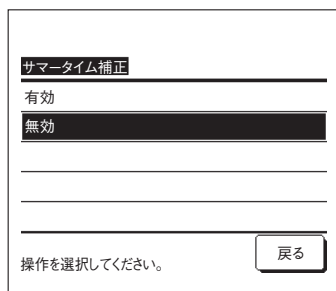 サマータイム補正
有効
無効
操作を選択してください。
戻る